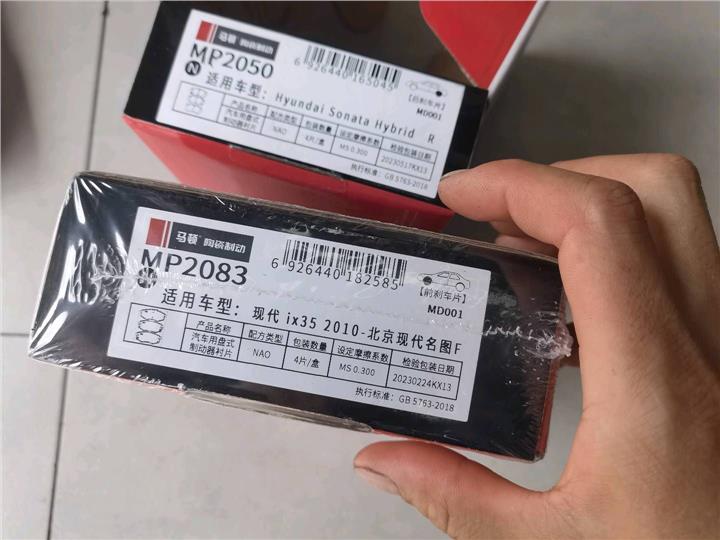 马顿 陶瓷制动
MP2050
N
6 926440 165045
【后刹车片】
MD001
适用车型：Hyundai Sonata Hybrid R
产品名称 配方类型 包装数量 设定摩擦系数 检验包装日期
汽车用盘式制动器衬片 NAO 4片/盒 MS 0.300 20230517KX13
执行标准：GB 5763-2018
马顿 陶瓷制动
MP2083
6 926440 182585
【前刹车片】
MD001
适用车型：现代 ix35 2010-北京现代名图F
产品名称 配方类型 包装数量 设定摩擦系数 检验包装日期
汽车用盘式制动器衬片 NAO 4片/盒 MS 0.300 20230224KX13
执行标准：GB 5763-2018